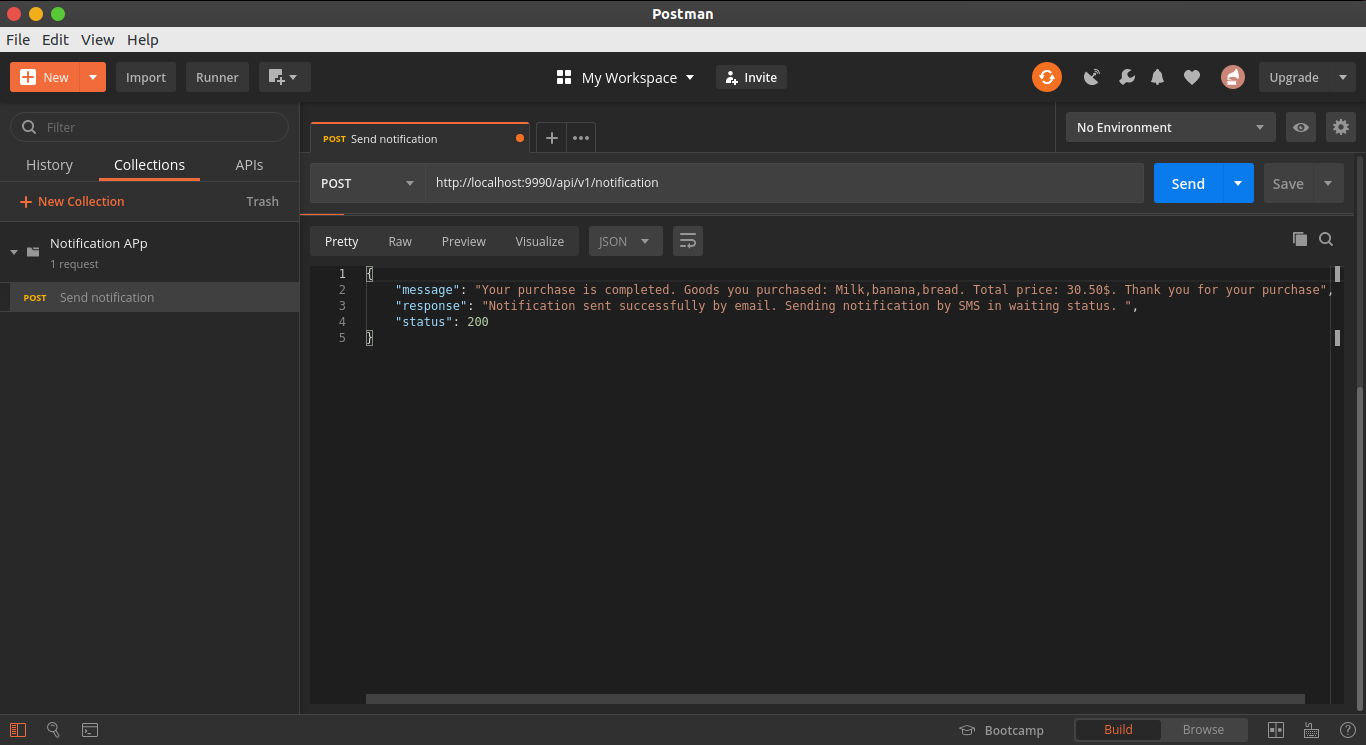 Postman
File Edit View Help
New Import Runner My Workspace Invite Upgrade
Filter
History Collections APIs
New Collection Trash
Notification APp
1 request
POST Send notification
POST Send notification
No Environment
POST http://localhost:9990/api/v1/notification Send Save
Pretty Raw Preview Visualize JSON
1 {
2 "message": "Your purchase is completed. Goods you purchased: Milk,banana,bread. Total price: 30.50$. Thank you for your purchase",
3 "response": "Notification sent successfully by email. Sending notification by SMS in waiting status. ",
4 "status": 200
5 }
Bootcamp Build Browse